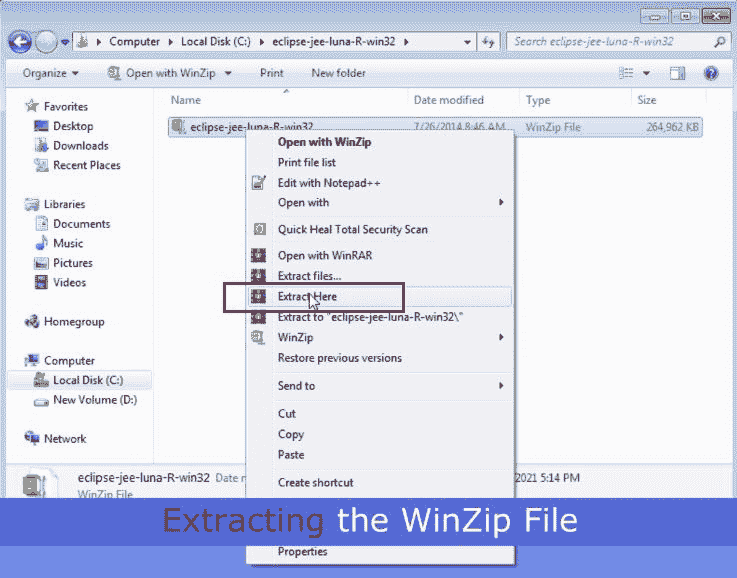 Computer Local Disk (C:) eclipse-jee-luna-R-win32 Search eclipse-jee-luna-R-win32
Organize Open with WinZip Print New folder
Name Date modified Type Size
eclipse-jee-luna-R-win32 7/26/2014 8:46 AM WinZip File 264,962 KB
Favorites
Desktop
Downloads
Recent Places
Libraries
Documents
Music
Pictures
Videos
Homegroup
Computer
Local Disk (C:)
New Volume (D:)
Network
Open with WinZip
Print file list
Edit with Notepad++
Open with
Quick Heal Total Security Scan
Open with WinRAR
Extract files...
Extract Here
Extract to "eclipse-jee-luna-R-win32\"
WinZip
Restore previous versions
Send to
Cut
Copy
Paste
Create shortcut
Properties
eclipse-jee-luna-R-win32 Date 2021 5:14 PM
WinZip File
Extracting the WinZip File